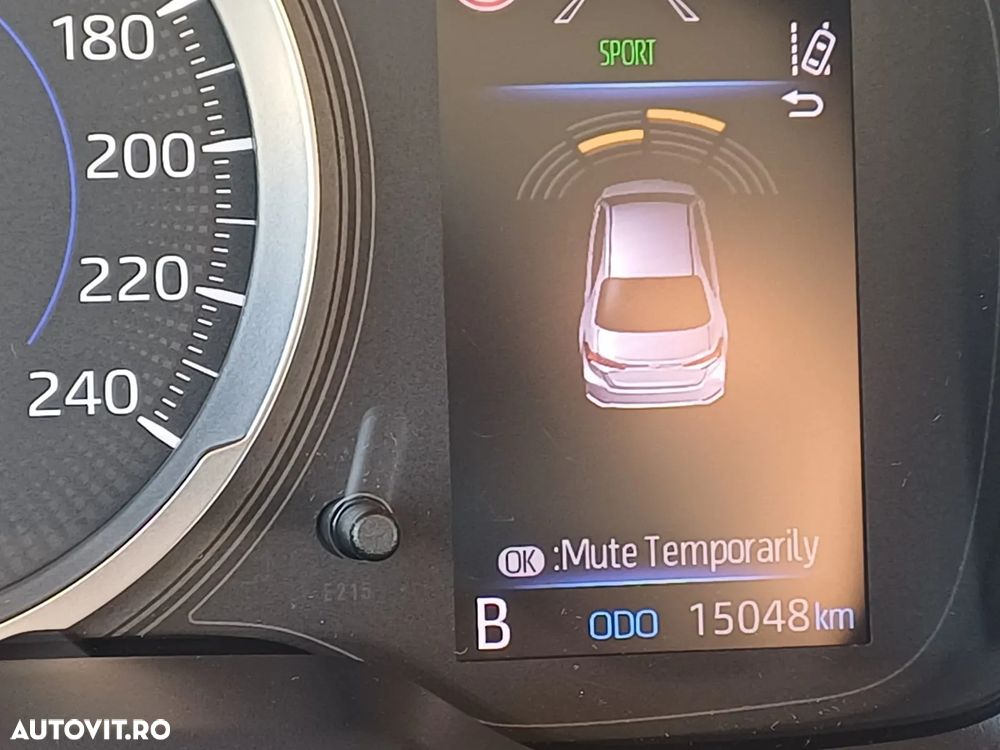 180
200
220
240
SPORT
OK :Mute Temporarily
B ODO 15048 km
E215
AUTOVIT.RO